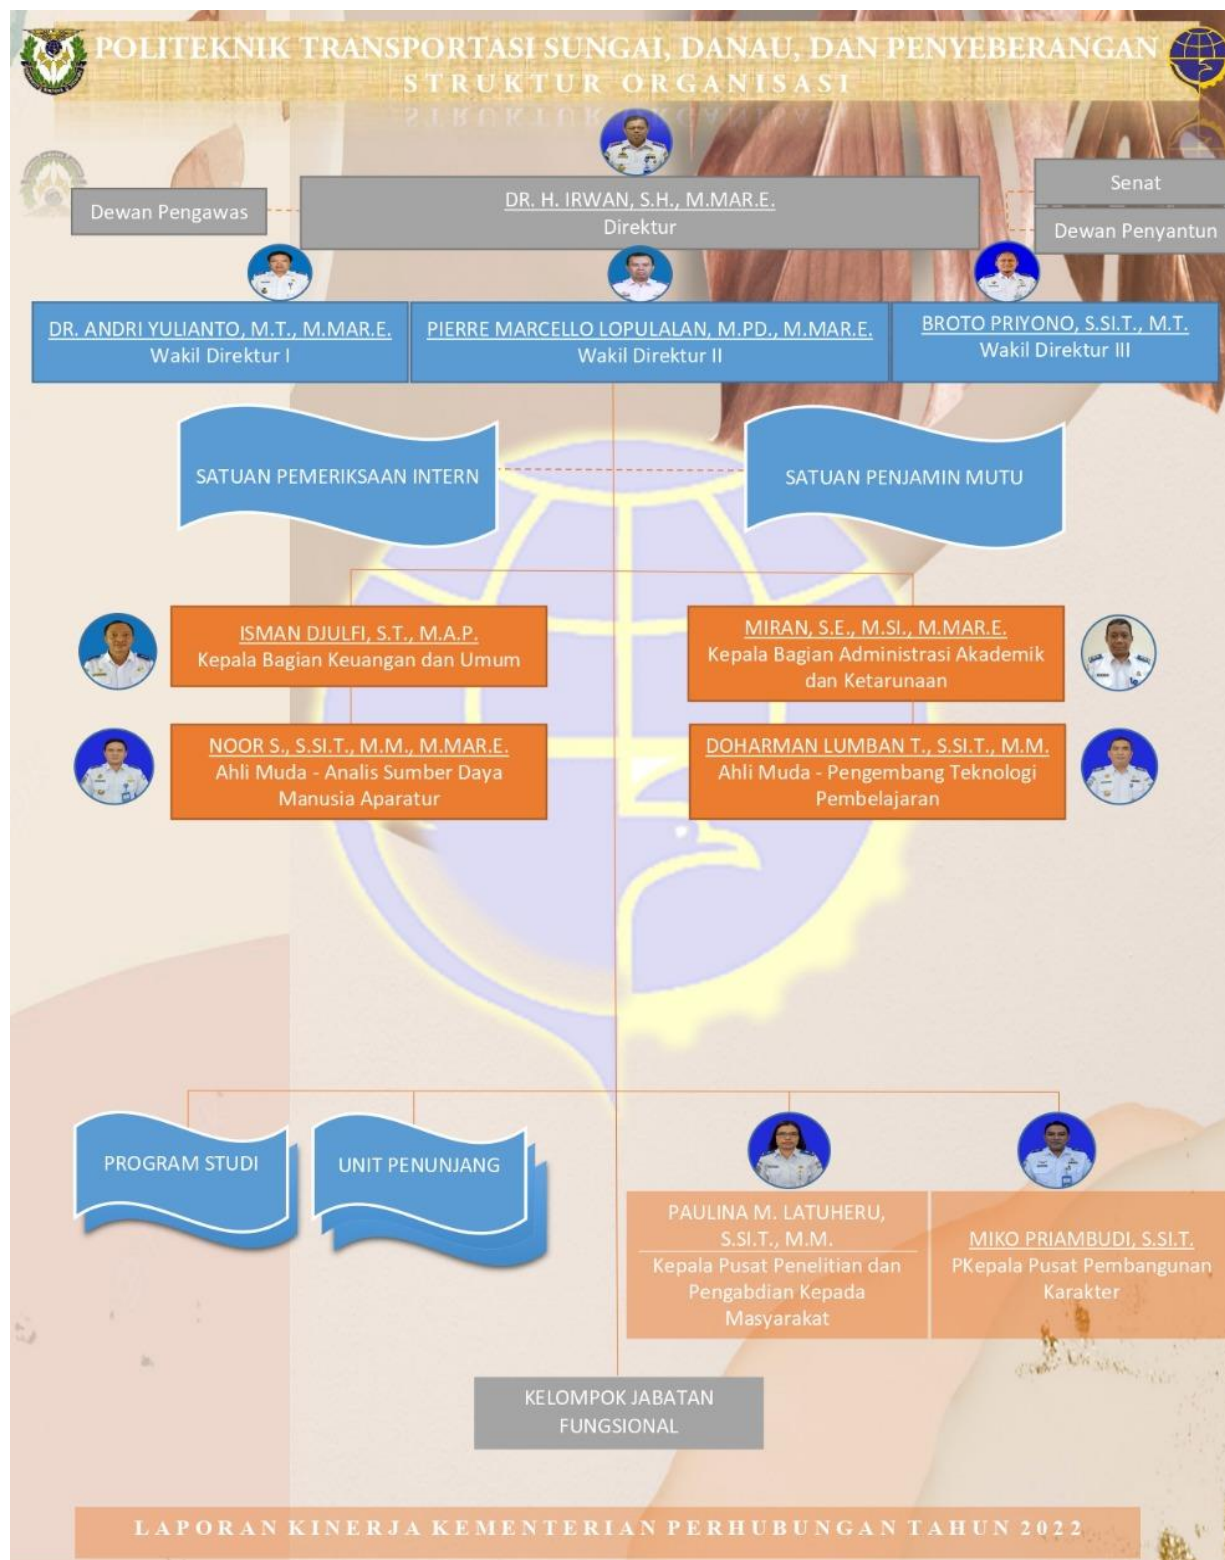 POLITEKNIK TRANSPORTASI SUNGAI, DANAU, DAN PENYEBERANGAN
STRUKTUR ORGANISASI
Dewan Pengawas
DR. H. IRWAN, S.H., M.MAR.E.
Direktur
Senat
Dewan Penyantun
DR. ANDRI YULIANTO, M.T., M.MAR.E.
Wakil Direktur I
PIERRE MARCELLO LOPULALAN, M.PD., M.MAR.E.
Wakil Direktur II
BROTO PRIYONO, S.SI.T., M.T.
Wakil Direktur III
SATUAN PEMERIKSAAN INTERN
SATUAN PENJAMIN MUTU
ISMAN DJULFI, S.T., M.A.P.
Kepala Bagian Keuangan dan Umum
MIRAN, S.E., M.SI., M.MAR.E.
Kepala Bagian Administrasi Akademik
dan Ketarunaan
NOOR S., S.SI.T., M.M., M.MAR.E.
Ahli Muda - Analis Sumber Daya
Manusia Aparatur
DOHARMAN LUMBAN T., S.SI.T., M.M.
Ahli Muda - Pengembang Teknologi
Pembelajaran
PROGRAM STUDI
UNIT PENUNJANG
PAULINA M. LATUHERU,
S.SI.T., M.M.
Kepala Pusat Penelitian dan
Pengabdian Kepada
Masyarakat
MIKO PRIAMBUDI, S.SI.T.
PKepala Pusat Pembangunan
Karakter
KELOMPOK JABATAN
FUNGSIONAL
LAPORAN KINERJA KEMENTERIAN PERHUBUNGAN TAHUN 2022